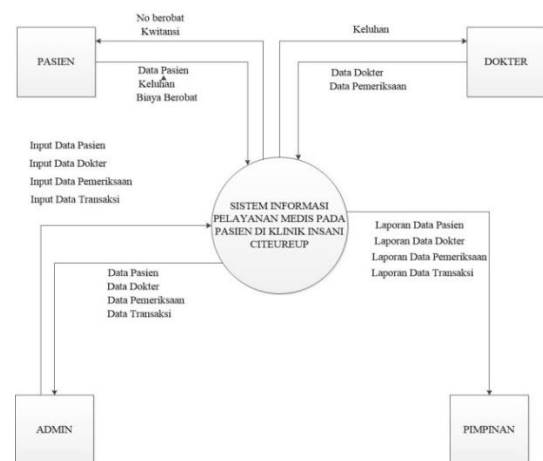 No berobat
Kwitansi
PASIEN
Data Pasien
Keluhan
Biaya Berobat
Keluhan
DOKTER
Data Dokter
Data Pemeriksaan
Input Data Pasien
Input Data Dokter
Input Data Pemeriksaan
Input Data Transaksi
SISTEM INFORMASI
PELAYANAN MEDIS PADA
PASIEN DI KLINIK INSANI
CITEUREUP
Laporan Data Pasien
Laporan Data Dokter
Laporan Data Pemeriksaan
Laporan Data Transaksi
Data Pasien
Data Dokter
Data Pemeriksaan
Data Transaksi
ADMIN
PIMPINAN